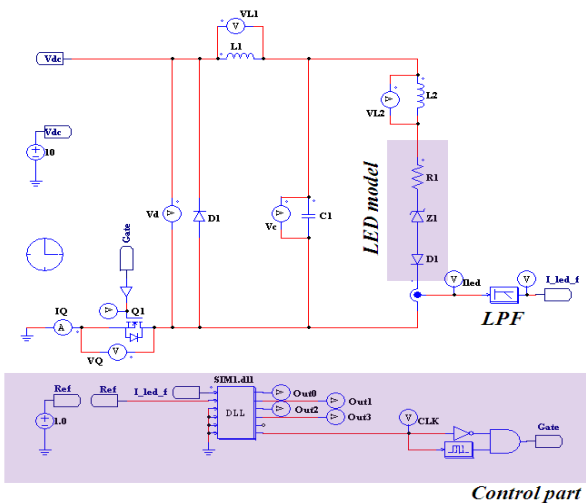 VL1
V
L1
Vdc
VL2
V
L2
Vdc
10
LED model
R1
Z1
D1
Vd
V
D1
Vc
V
C1
Gate
V
V
Iled
V
I_led_f
LPF
IQ
A
V
Q1
VQ
V
SIM1.dll
Ref
Ref
I_led_f
DLL
V
Out0
V
Out1
V
Out2
V
Out3
1.0
V
CLK
Gate
Control part